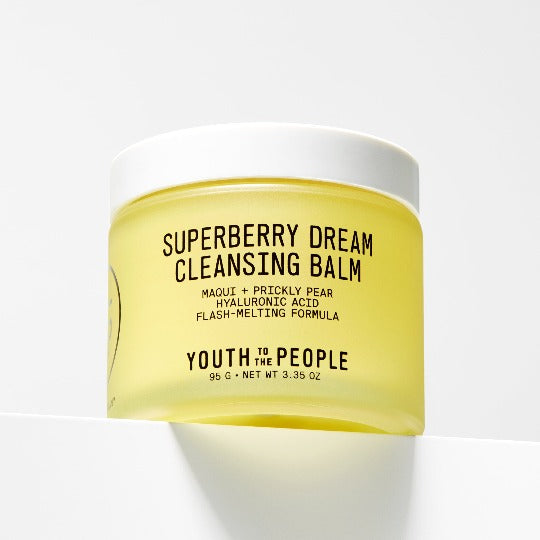 SUPERBERRY DREAM
CLEANSING BALM
MAQUI + PRICKLY PEAR
HYALURONIC ACID
FLASH-MELTING FORMULA
YOUTH TO THE PEOPLE
95 G • NET WT 3.35 OZ